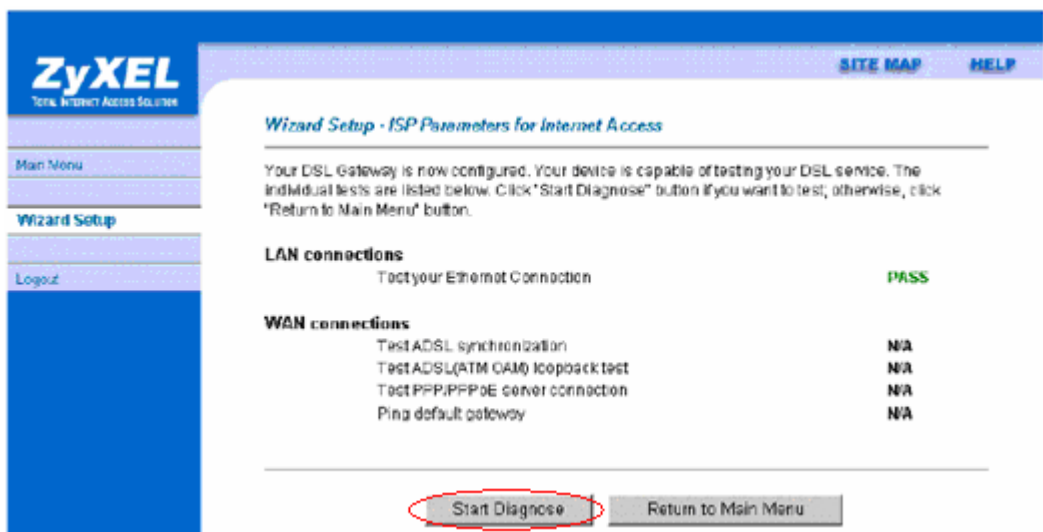 ZyXEL
TOTAL INTERNET ACCESS SOLUTION
SITE MAP HELP
Main Menu
Wizard Setup
Logout
Wizard Setup - ISP Parameters for Internet Access
Your DSL Gateway is now configured. Your device is capable of testing your DSL service. The
individual tests are listed below. Click "Start Diagnose" button if you want to test; otherwise, click
"Return to Main Menu" button.
LAN connections
Test your Ethernet Connection PASS
WAN connections
Test ADSL synchronization N/A
Test ADSL(ATM OAM) loopback test N/A
Test PPP/PPPoE server connection N/A
Ping default gateway N/A
Start Diagnose Return to Main Menu